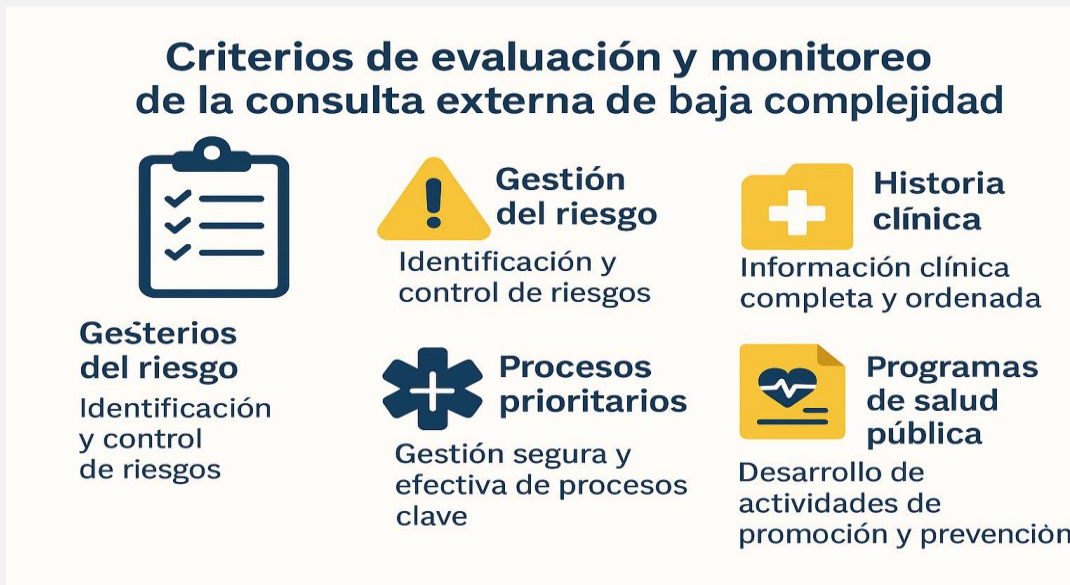 Criterios de evaluación y monitoreo
de la consulta externa de baja complejidad
Gesterios
del riesgo
Identificación
y control
de riesgos
Gestión
del riesgo
Identificación y
control de riesgos
Procesos
prioritarios
Gestión segura y
efectiva de procesos
clave
Historia
clínica
Información clínica
completa y ordenada
Programas
de salud
pública
Desarrollo de
actividades de
promoción y prevenciòn